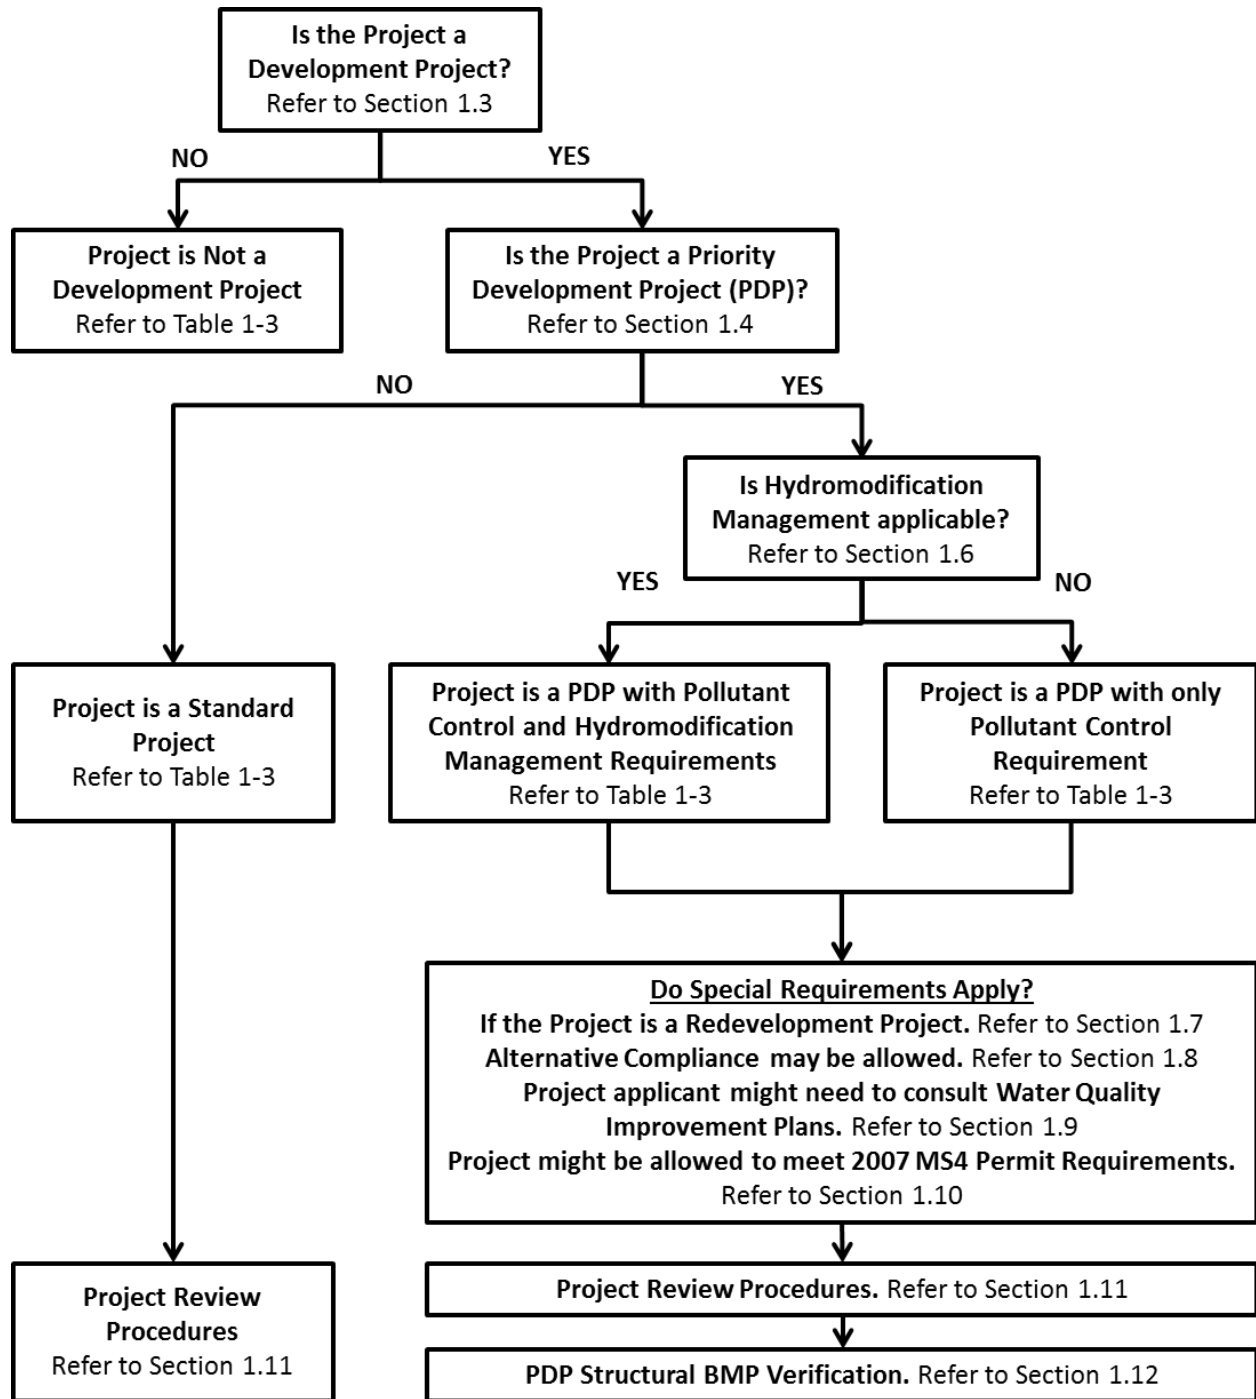 Is the Project a
Development Project?
Refer to Section 1.3
NO
YES
Project is Not a
Development Project
Refer to Table 1-3
Is the Project a Priority
Development Project (PDP)?
Refer to Section 1.4
NO
YES
Is Hydromodification
Management applicable?
Refer to Section 1.6
YES
NO
Project is a Standard
Project
Refer to Table 1-3
Project is a PDP with Pollutant
Control and Hydromodification
Management Requirements
Refer to Table 1-3
Project is a PDP with only
Pollutant Control
Requirement
Refer to Table 1-3
Do Special Requirements Apply?
If the Project is a Redevelopment Project. Refer to Section 1.7
Alternative Compliance may be allowed. Refer to Section 1.8
Project applicant might need to consult Water Quality
Improvement Plans. Refer to Section 1.9
Project might be allowed to meet 2007 MS4 Permit Requirements.
Refer to Section 1.10
Project Review
Procedures
Refer to Section 1.11
Project Review Procedures. Refer to Section 1.11
PDP Structural BMP Verification. Refer to Section 1.12